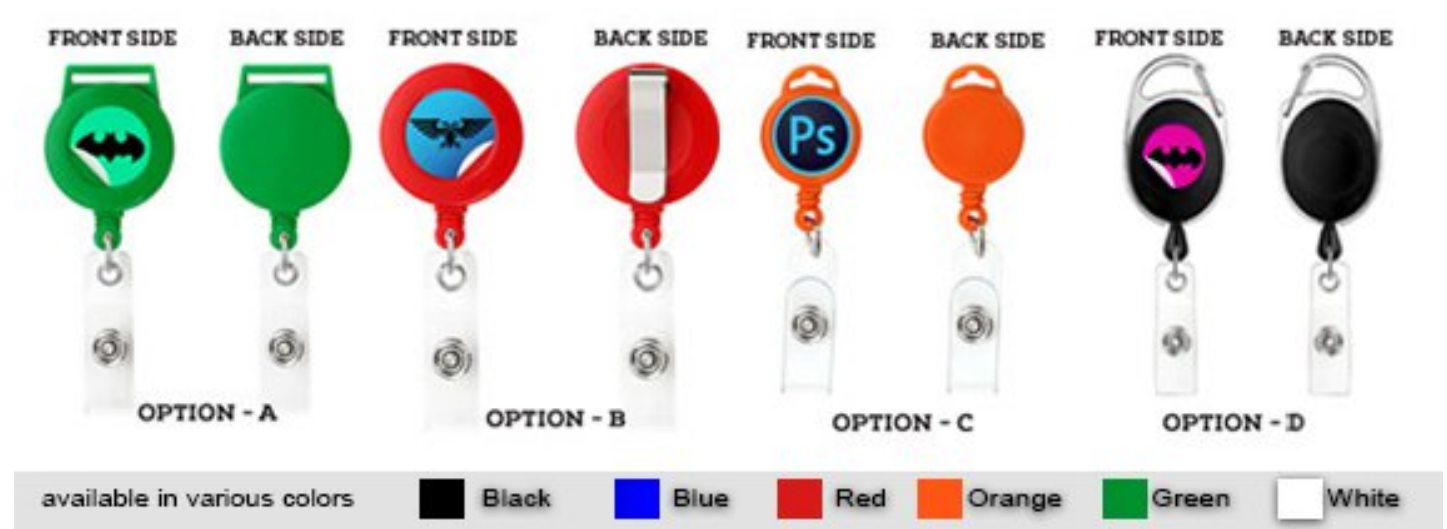 FRONT SIDE BACK SIDE FRONT SIDE BACK SIDE FRONT SIDE BACK SIDE FRONT SIDE BACK SIDE
Ps
OPTION - A OPTION - B OPTION - C OPTION - D
available in various colors Black Blue Red Orange Green White